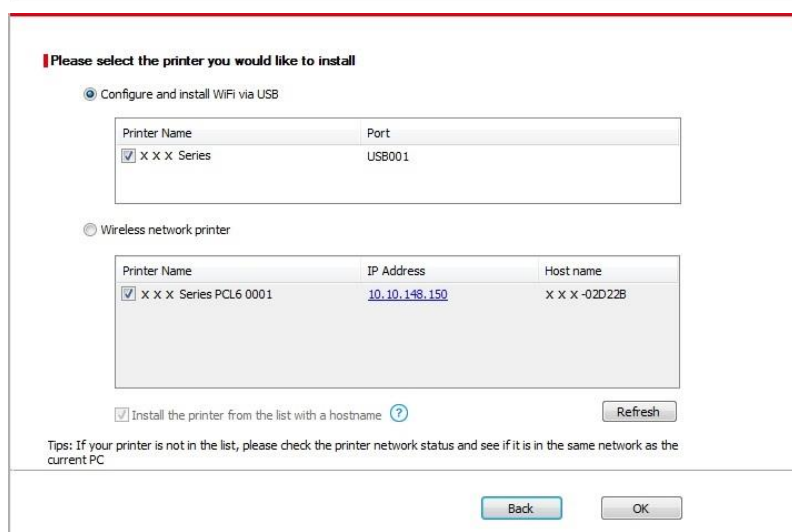 Please select the printer you would like to install
Configure and install WiFi via USB
Printer Name Port
X X X Series USB001
Wireless network printer
Printer Name IP Address Host name
X X X Series PCL6 0001 10.10.148.150 X X X -02D22B
Install the printer from the list with a hostname ?
Refresh
Tips: If your printer is not in the list, please check the printer network status and see if it is in the same network as the
current PC
Back OK